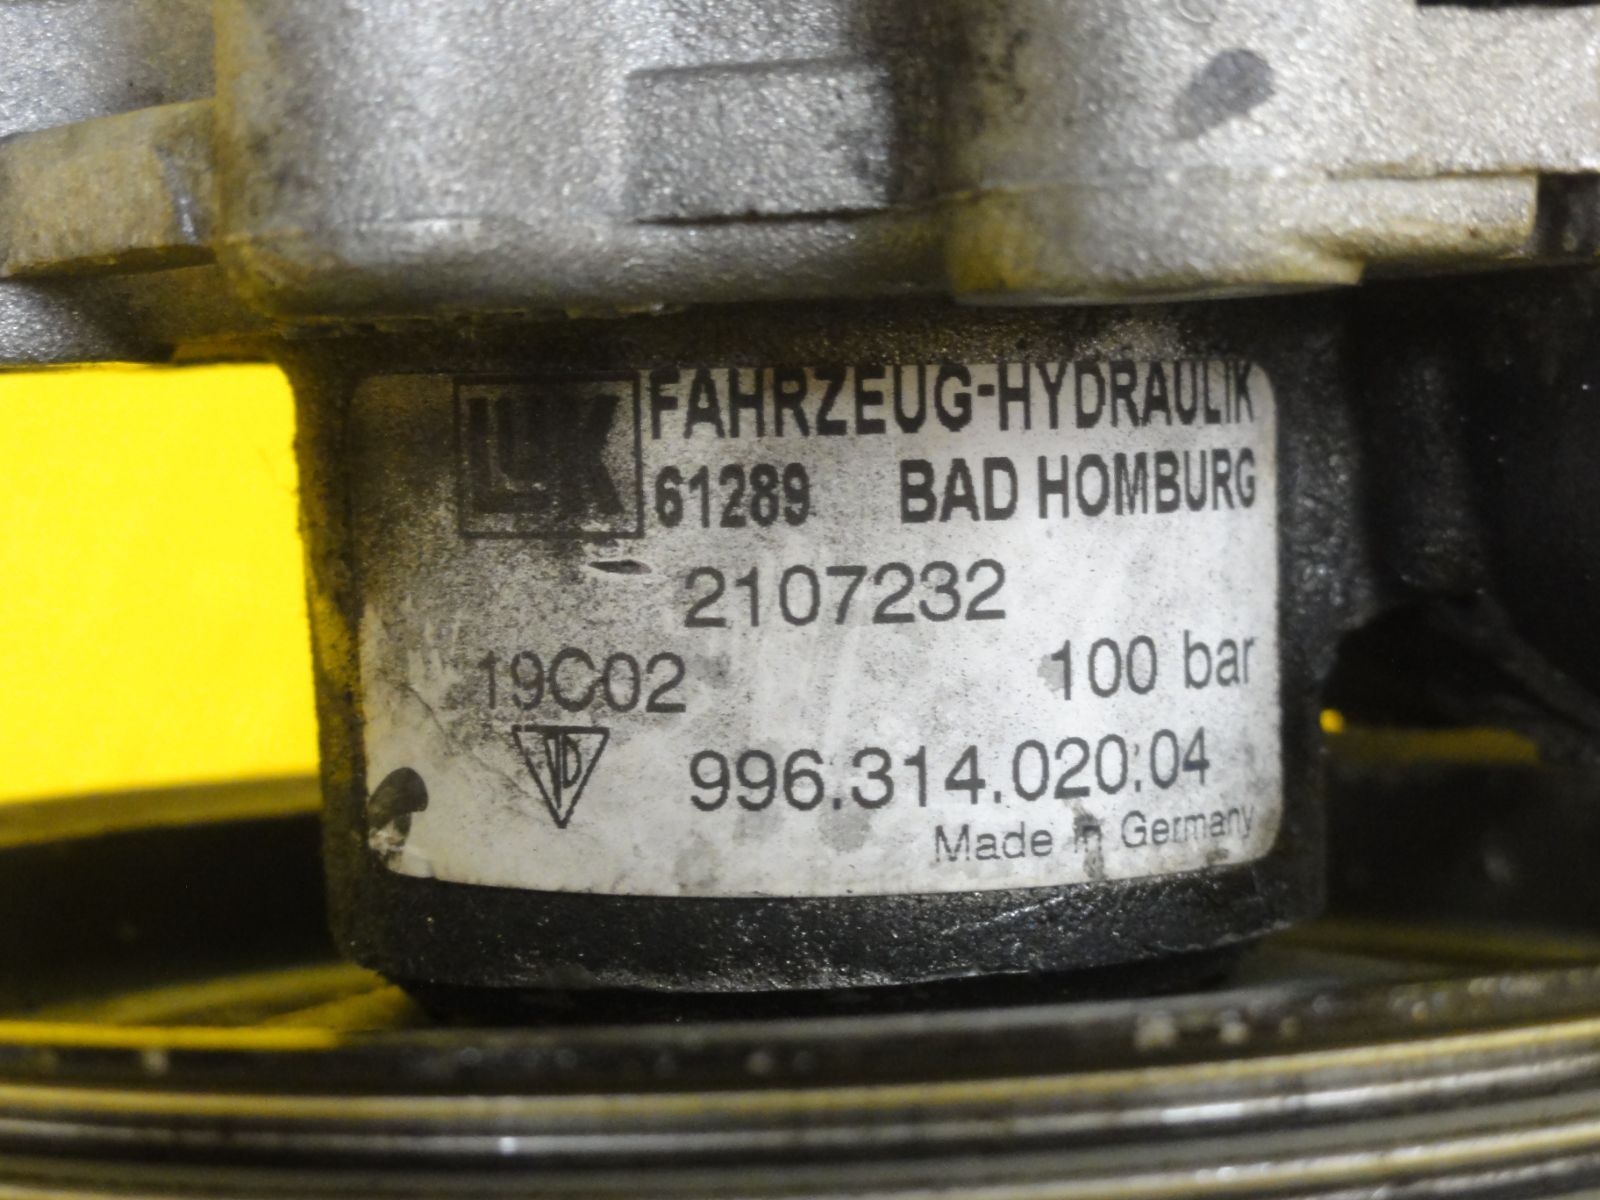 LUK FAHRZEUG-HYDRAULIK
61289 BAD HOMBURG
2107232
19C02 100 bar
996.314.020.04
Made in Germany